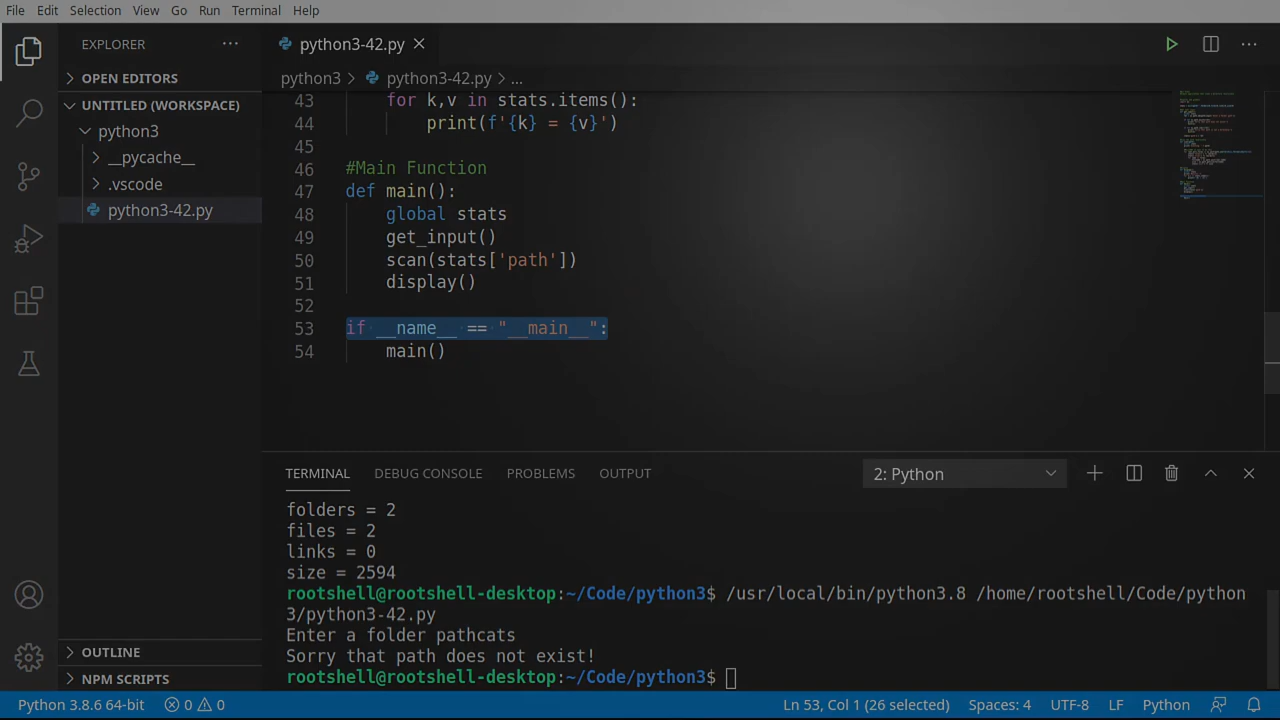 File Edit Selection View Go Run Terminal Help
EXPLORER
OPEN EDITORS
UNTITLED (WORKSPACE)
python3
__pycache__
.vscode
python3-42.py
OUTLINE
NPM SCRIPTS
python3-42.py
python3 > python3-42.py > ...
43 for k,v in stats.items():
44 print(f'{k} = {v}')
45
46 #Main Function
47 def main():
48 global stats
49 get_input()
50 scan(stats['path'])
51 display()
52
53 if __name__ == "__main__":
54 main()
TERMINAL DEBUG CONSOLE PROBLEMS OUTPUT 2: Python
folders = 2
files = 2
links = 0
size = 2594
rootshell@rootshell-desktop:~/Code/python3$ /usr/local/bin/python3.8 /home/rootshell/Code/python
3/python3-42.py
Enter a folder pathcats
Sorry that path does not exist!
rootshell@rootshell-desktop:~/Code/python3$
Python 3.8.6 64-bit 0 0 Ln 53, Col 1 (26 selected) Spaces: 4 UTF-8 LF Python